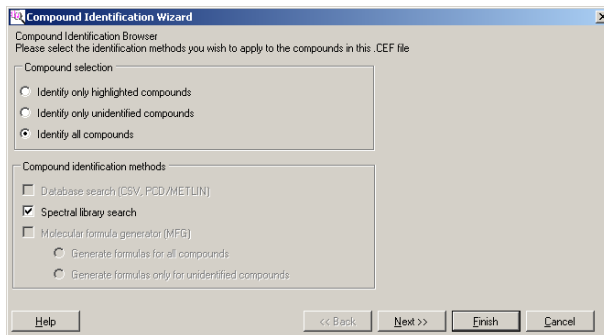 Compound Identification Wizard
Compound Identification Browser
Please select the identification methods you wish to apply to the compounds in this .CEF file
Compound selection
Identify only highlighted compounds
Identify only unidentified compounds
Identify all compounds
Compound identification methods
Database search (CSV, PCD/METLIN)
Spectral library search
Molecular formula generator (MFG)
Generate formulas for all compounds
Generate formulas only for unidentified compounds
Help << Back Next >> Finish Cancel